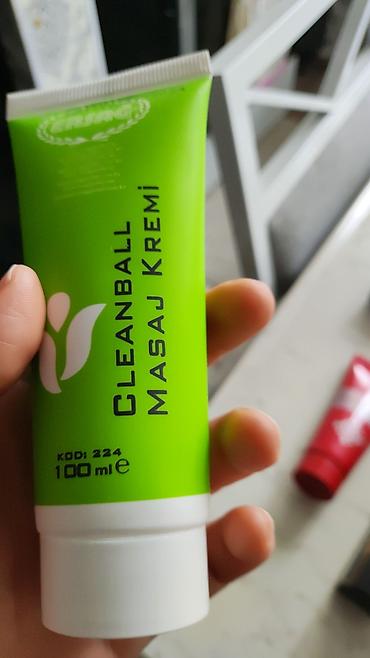 CLEANBALL
MASAJ KREMİ
KOD: 224
100 ml e